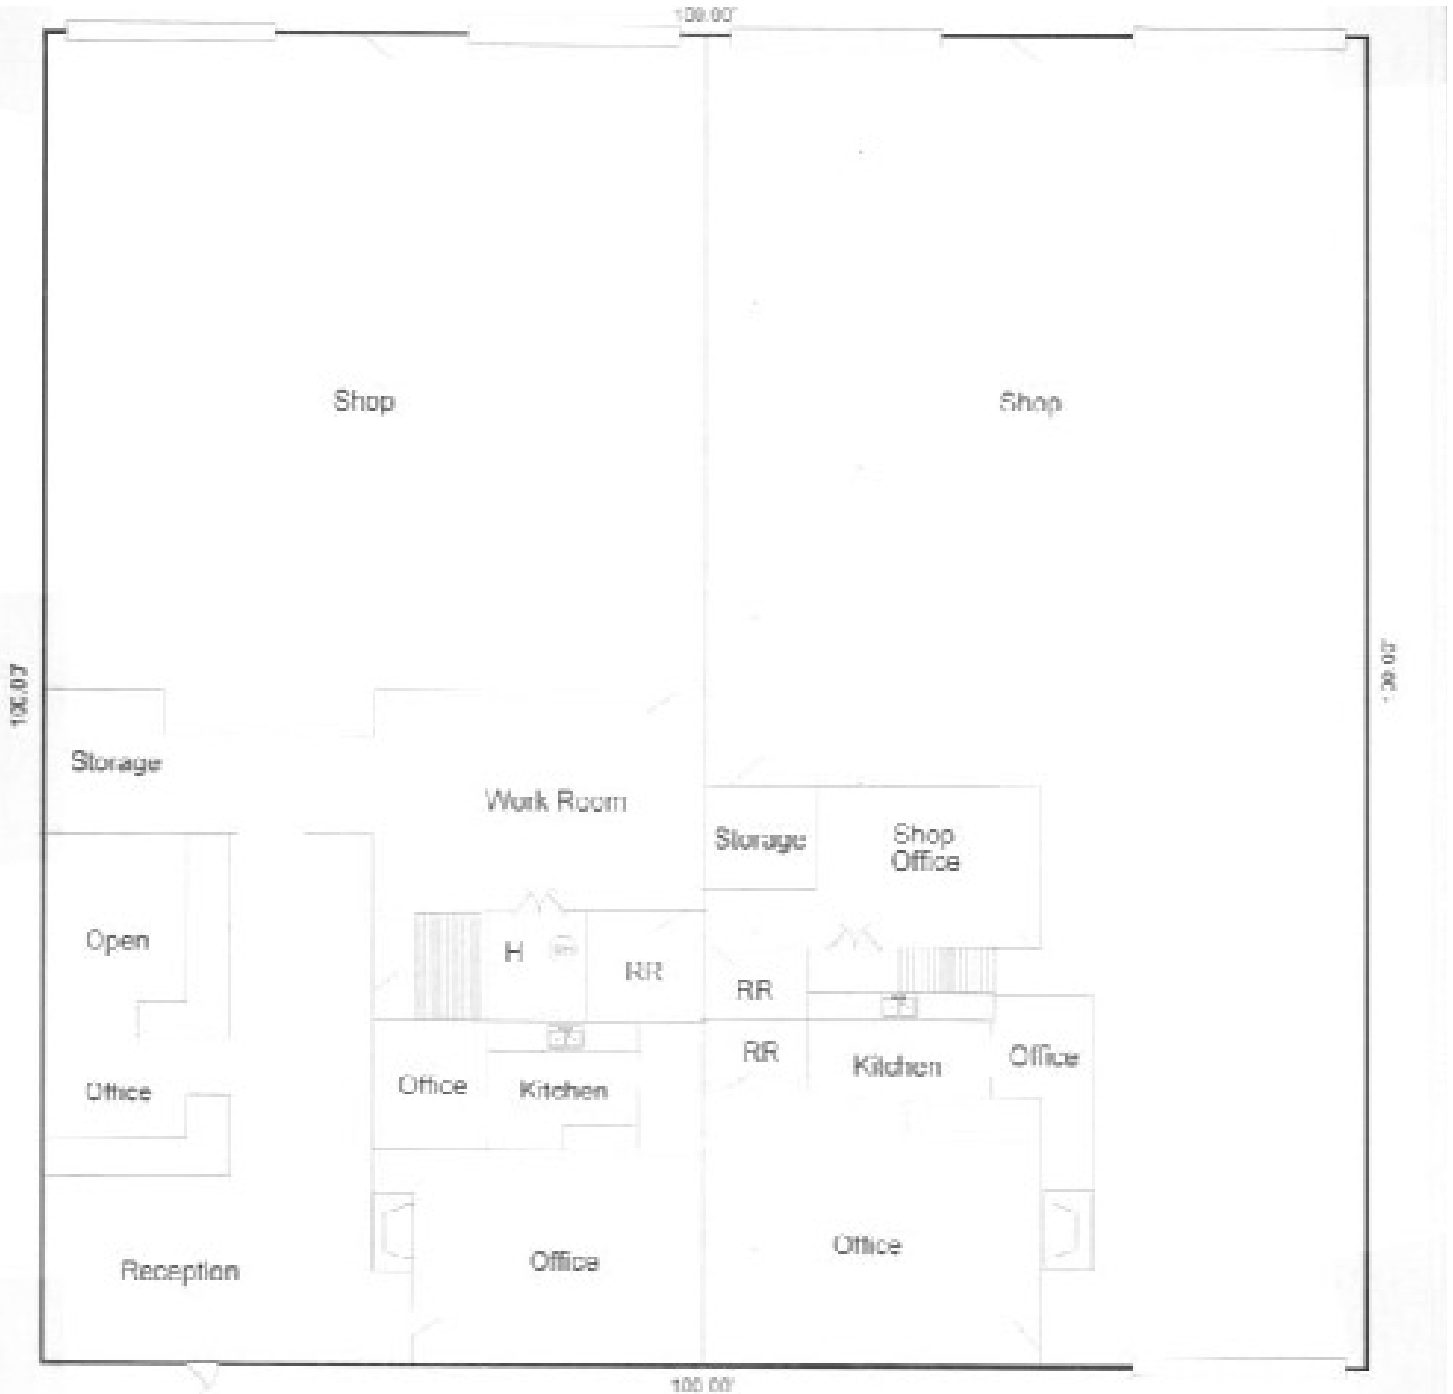 100.00'
Shop
Shop
100.00'
100.00'
Storage
Work Room
Storage
Shop
Office
Open
H
RR
RR
RR
Office
Kitchen
Office
Office
Kitchen
Office
Office
Reception
100.00'